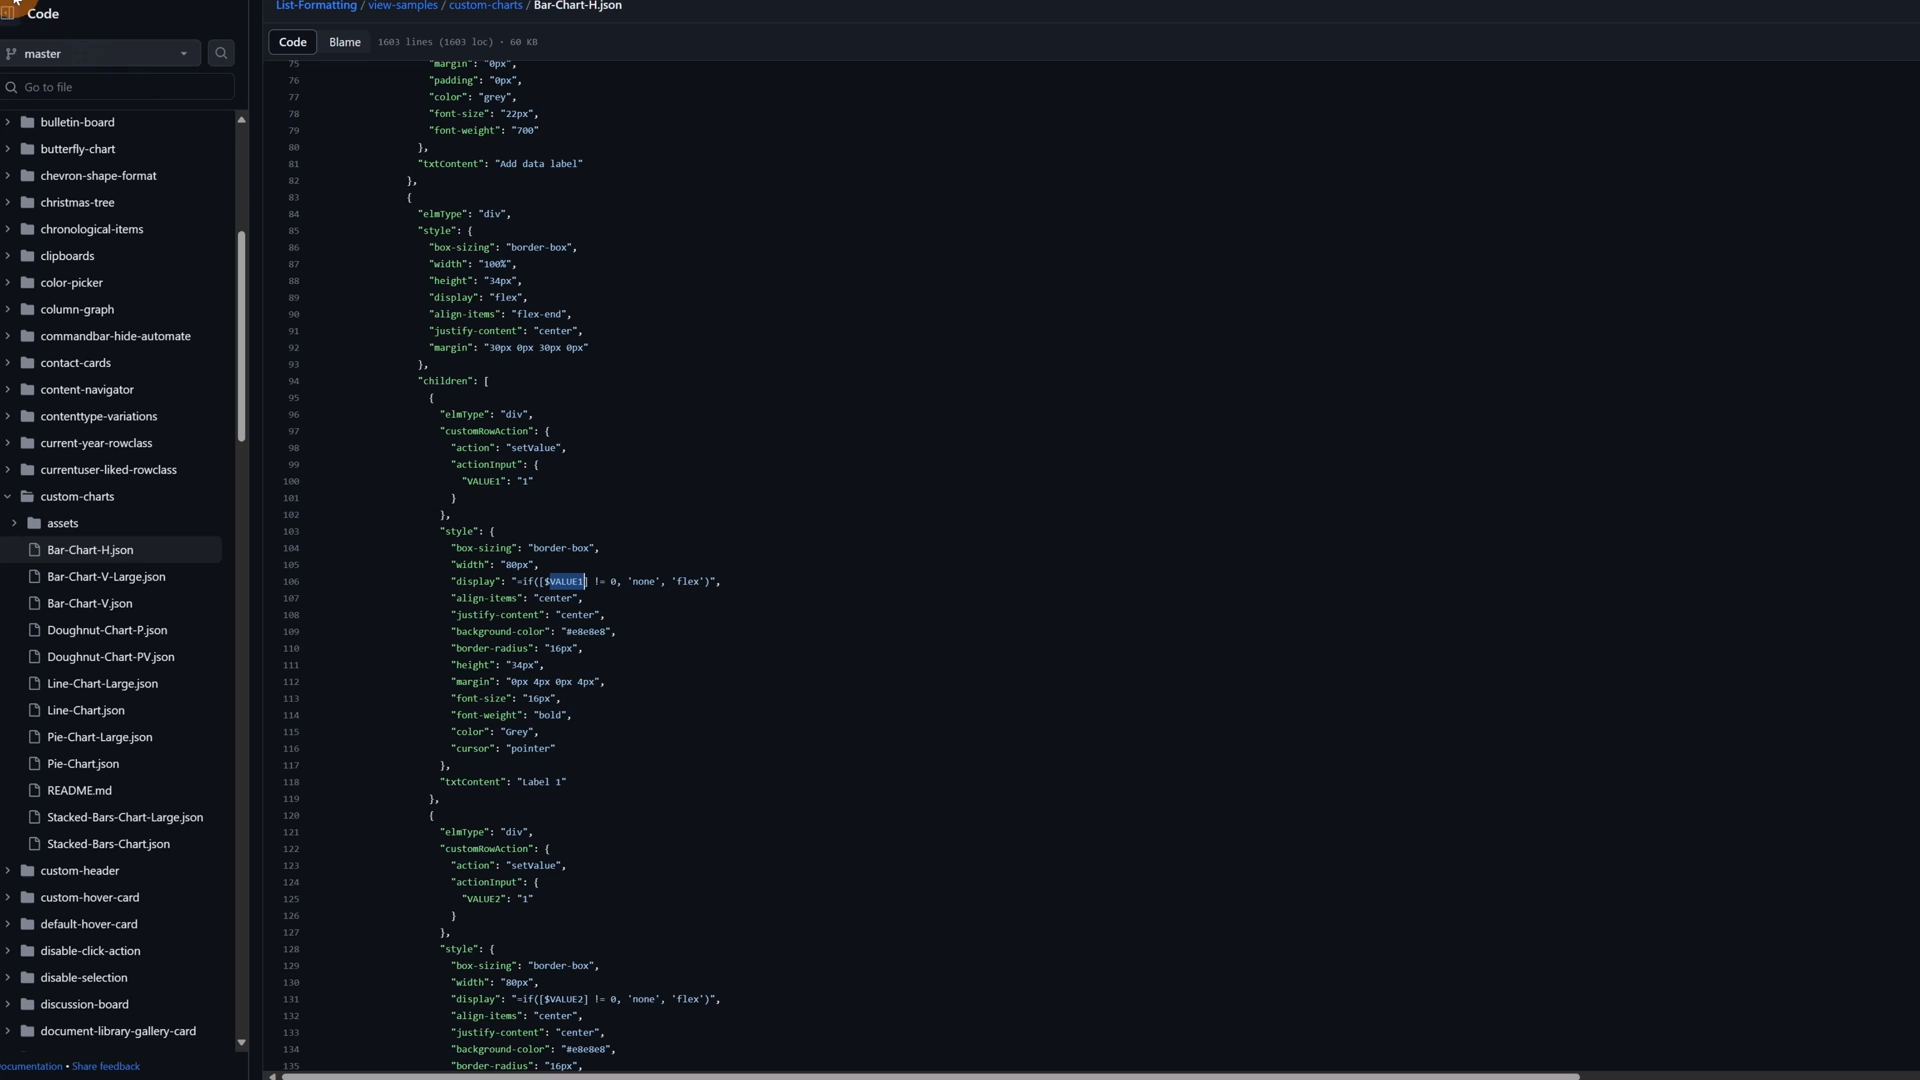 Code
master
Go to file
bulletin-board
butterfly-chart
chevron-shape-format
christmas-tree
chronological-items
clipboards
color-picker
column-graph
commandbar-hide-automate
contact-cards
content-navigator
contenttype-variations
current-year-rowclass
currentuser-liked-rowclass
custom-charts
assets
Bar-Chart-H.json
Bar-Chart-V-Large.json
Bar-Chart-V.json
Doughnut-Chart-P.json
Doughnut-Chart-PV.json
Line-Chart-Large.json
Line-Chart.json
Pie-Chart-Large.json
Pie-Chart.json
README.md
Stacked-Bars-Chart-Large.json
Stacked-Bars-Chart.json
custom-header
custom-hover-card
default-hover-card
disable-click-action
disable-selection
discussion-board
document-library-gallery-card
ocumentation • Share feedback
List-Formatting / view-samples / custom-charts / Bar-Chart-H.json
Code Blame 1603 lines (1603 loc) · 60 KB
75 "margin": "0px",
76 "padding": "0px",
77 "color": "grey",
78 "font-size": "22px",
79 "font-weight": "700"
80 },
81 "txtContent": "Add data label"
82 },
83 {
84 "elmType": "div",
85 "style": {
86 "box-sizing": "border-box",
87 "width": "100%",
88 "height": "34px",
89 "display": "flex",
90 "align-items": "flex-end",
91 "justify-content": "center",
92 "margin": "30px 0px 30px 0px"
93 },
94 "children": [
95 {
96 "elmType": "div",
97 "customRowAction": {
98 "action": "setValue",
99 "actionInput": {
100 "VALUE1": "1"
101 }
102 },
103 "style": {
104 "box-sizing": "border-box",
105 "width": "80px",
106 "display": "=if([$VALUE1] != 0, 'none', 'flex')",
107 "align-items": "center",
108 "justify-content": "center",
109 "background-color": "#e8e8e8",
110 "border-radius": "16px",
111 "height": "34px",
112 "margin": "0px 4px 0px 4px",
113 "font-size": "16px",
114 "font-weight": "bold",
115 "color": "Grey",
116 "cursor": "pointer"
117 },
118 "txtContent": "Label 1"
119 },
120 {
121 "elmType": "div",
122 "customRowAction": {
123 "action": "setValue",
124 "actionInput": {
125 "VALUE2": "1"
126 }
127 },
128 "style": {
129 "box-sizing": "border-box",
130 "width": "80px",
131 "display": "=if([$VALUE2] != 0, 'none', 'flex')",
132 "align-items": "center",
133 "justify-content": "center",
134 "background-color": "#e8e8e8",
135 "border-radius": "16px",